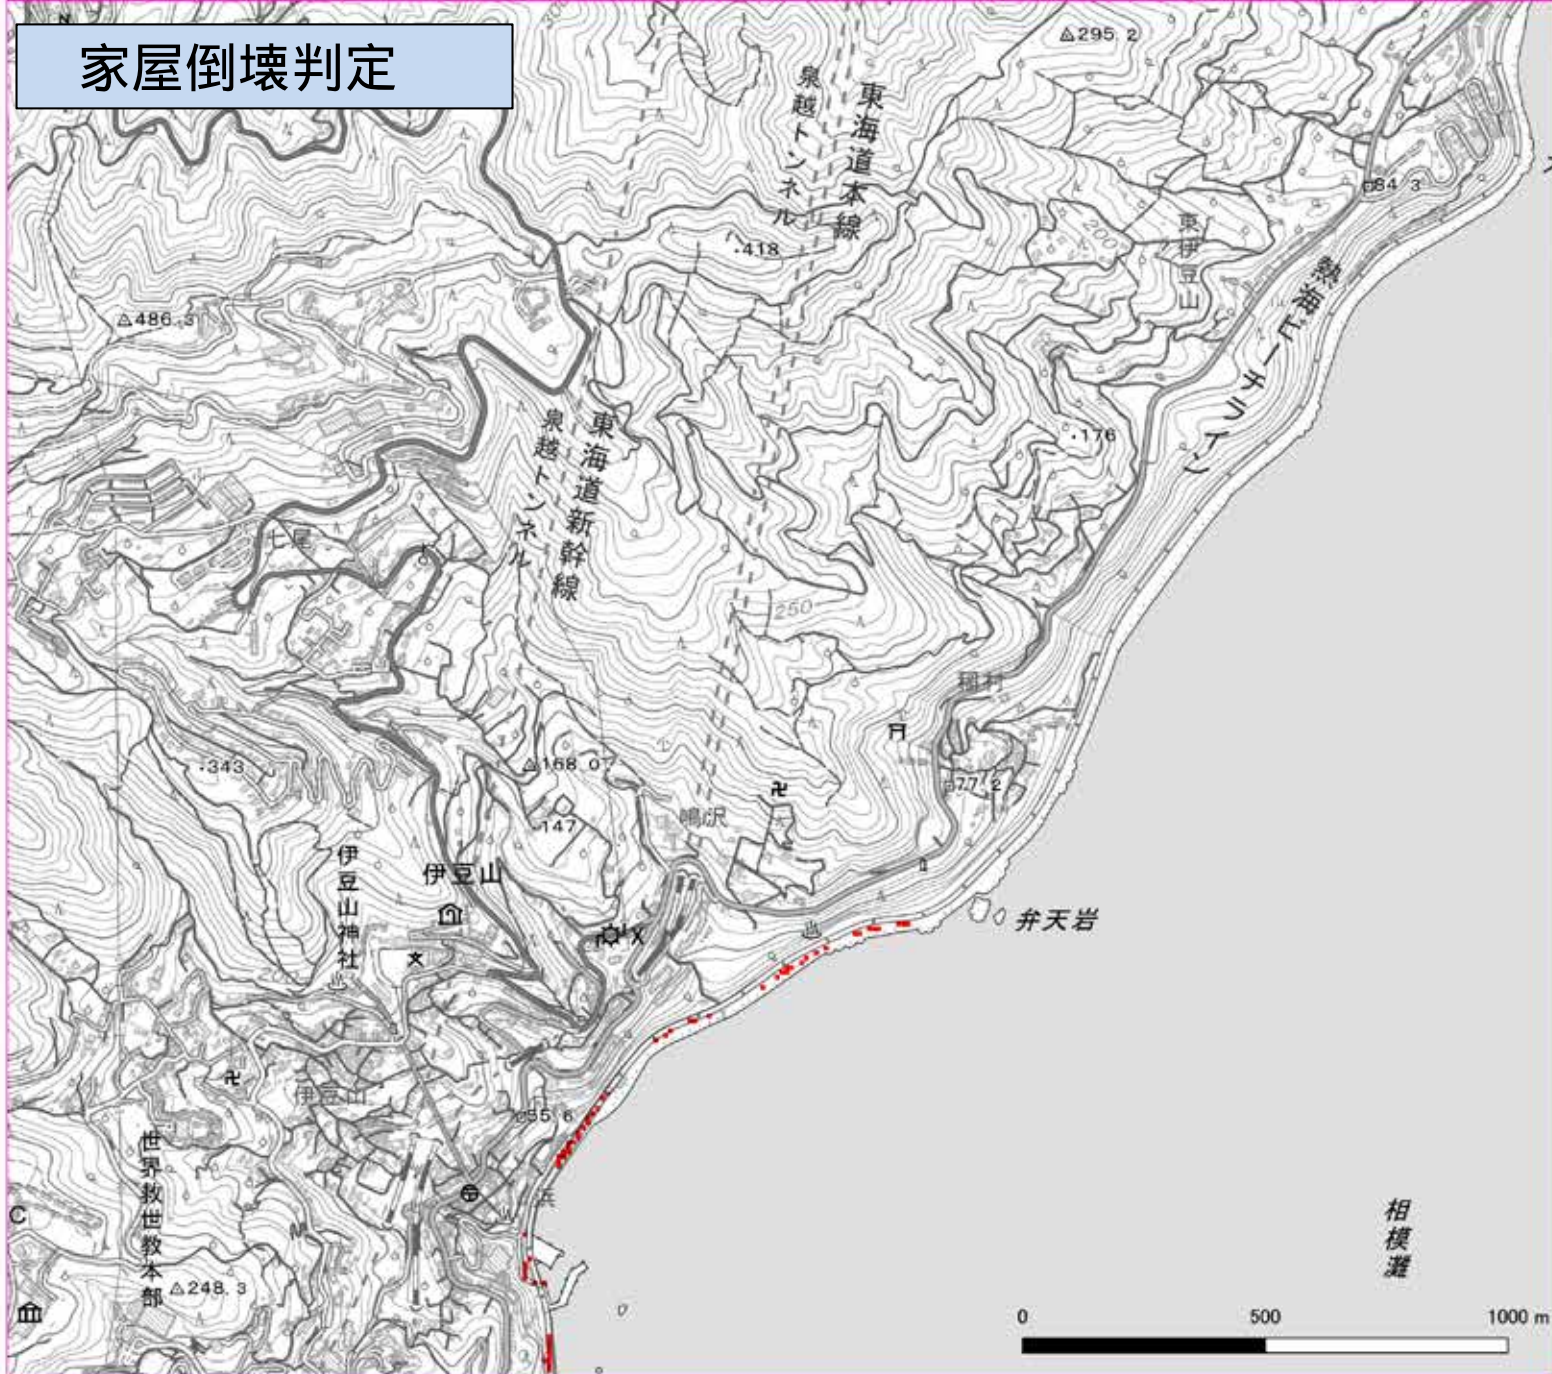 家屋倒壊判定
295.2
東海道本線
泉越トンネル
84.3
東伊豆山
200
418
熱海ビーチライン
486.3
176
東海道新幹線
泉越トンネル
七尾
250
稲村
168.0
343
77.2
147
鳴沢
伊豆山
伊豆山神社
弁天岩
伊豆山
55.6
世界救世教本部
浜
C
相模灘
248.3
0 500 1000 m